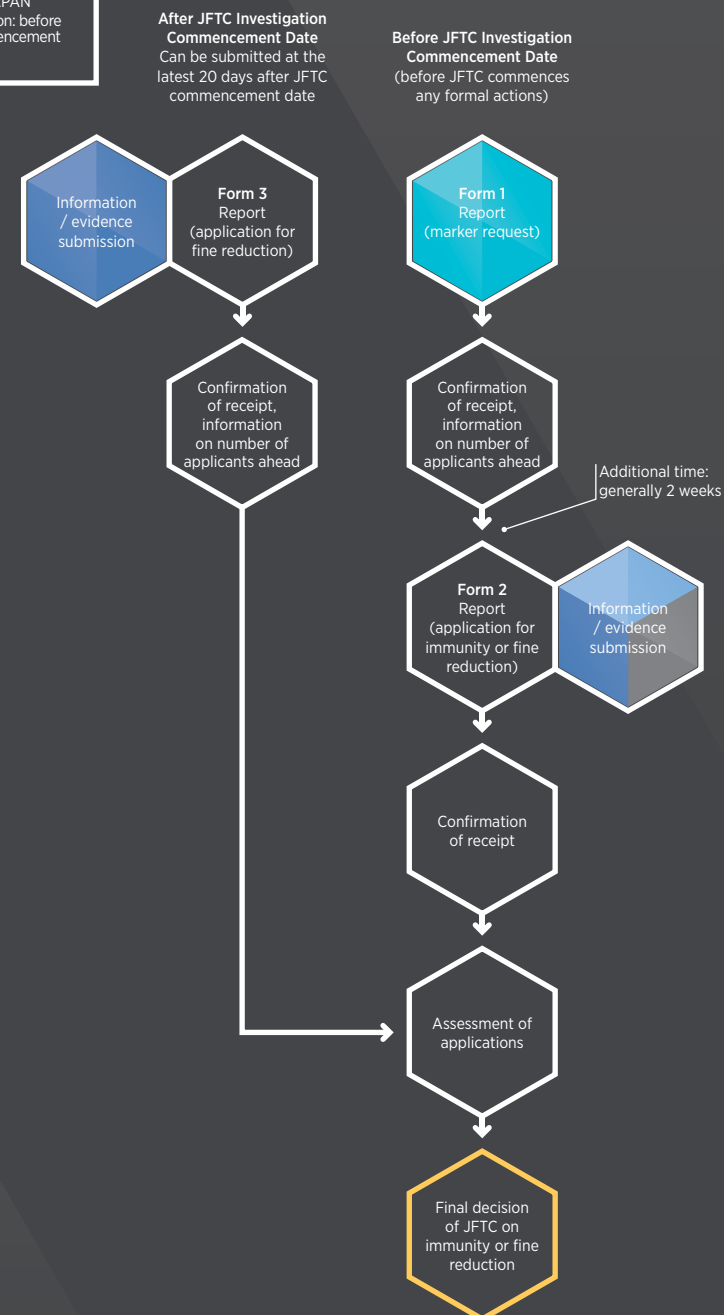 on: before
After JFTC Investigation
Commencement Date
Can be submitted at the
latest 20 days after JFTC
commencement date
Before JFTC Investigation
Commencement Date
(before JFTC commences
any formal actions)
Information
/ evidence
submission
Form 3
Report
(application for
fine reduction)
Form 1
Report
(marker request)
Confirmation
of receipt,
information
on number of
applicants ahead
Confirmation
of receipt,
information
on number of
applicants ahead
Additional time:
generally 2 weeks
Form 2
Report
(application for
immunity or fine
reduction)
Information
/ evidence
submission
Confirmation
of receipt
Assessment of
applications
Final decision
of JFTC on
immunity or fine
reduction